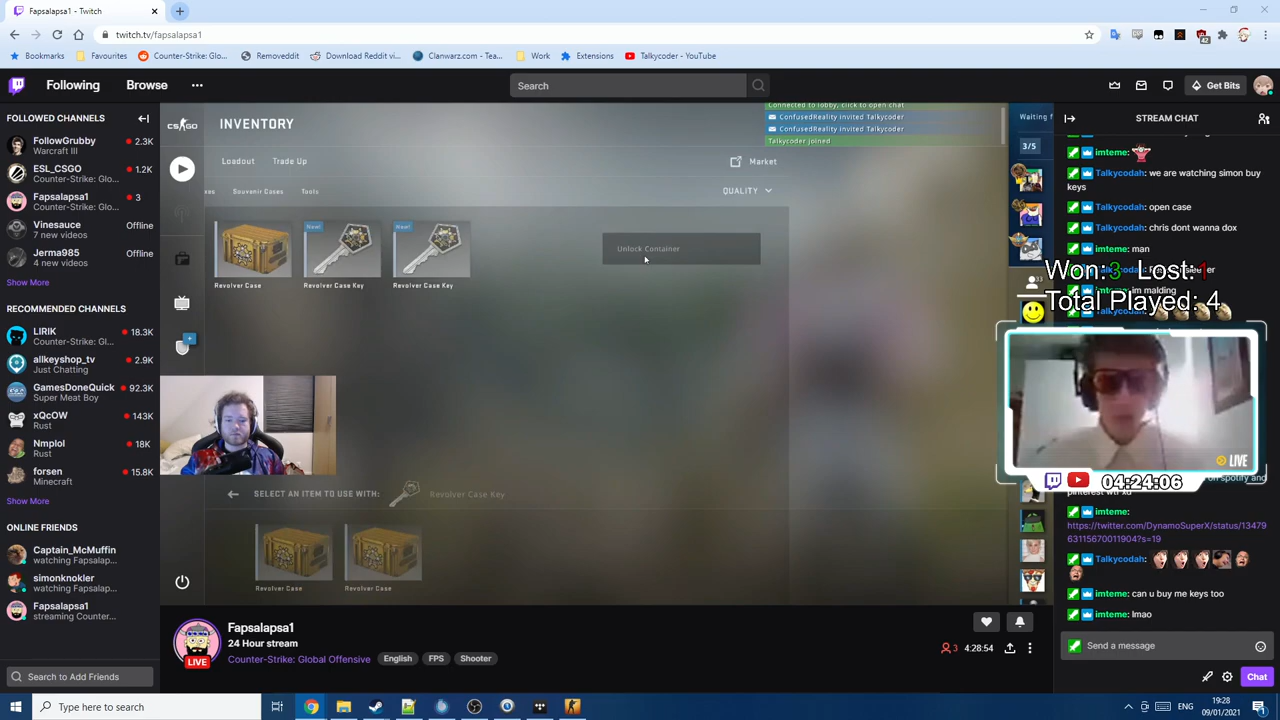 Fapsalapsa1 - Twitch
twitch.tv/fapsalapsa1
Bookmarks
Favourites
Counter-Strike: Glo...
Removeddit
Download Reddit vi...
Clanwarz.com - Tea...
Work
Extensions
Talkycoder - YouTube
Following
Browse
Search
Get Bits
FOLLOWED CHANNELS
FollowGrubby
2.3K
Warcraft III
ESL_CSGO
1.2K
Counter-Strike: Glo...
Fapsalapsa1
3
Counter-Strike: Glo...
Vinesauce
Offline
7 new videos
Jerma985
Offline
4 new videos
Show More
RECOMMENDED CHANNELS
LIRIK
18.3K
Counter-Strike: Gl...
allkeyshop_tv
2.9K
Just Chatting
GamesDoneQuick
92.3K
Super Meat Boy
xQcOW
143K
Rust
Nmplol
18K
Rust
forsen
15.8K
Minecraft
Show More
ONLINE FRIENDS
Captain_McMuffin
watching Fapsalap...
simonknokler
watching Fapsalap...
Fapsalapsa1
streaming Counter...
Search to Add Friends
CS:GO
INVENTORY
Loadout
Trade Up
Market
Souvenir Cases
Tools
QUALITY
New!
New!
Revolver Case
Revolver Case Key
Revolver Case Key
Unlock Container
Connected to lobby, click to open chat
ConfusedReality invited Talkycoder
ConfusedReality invited Talkycoder
Talkycoder joined
3/5
SELECT AN ITEM TO USE WITH:
Revolver Case Key
Revolver Case
Revolver Case
Won:3 Lost:1
Total Played: 4
LIVE
04:24:06
LIVE
Fapsalapsa1
24 Hour stream
Counter-Strike: Global Offensive
English
FPS
Shooter
3
4:28:54
STREAM CHAT
imteme:
Talkycodah: we are watching simon buy
keys
Talkycodah: open case
Talkycodah: chris dont wanna dox
imteme: man
imteme: im malding
on spotify and
imteme:
https://twitter.com/DynamoSuperX/status/13479
63115670011904?s=19
Talkycodah:
imteme: can u buy me keys too
imteme: lmao
Send a message
Chat
Type here to search
19:28
09/01/2021